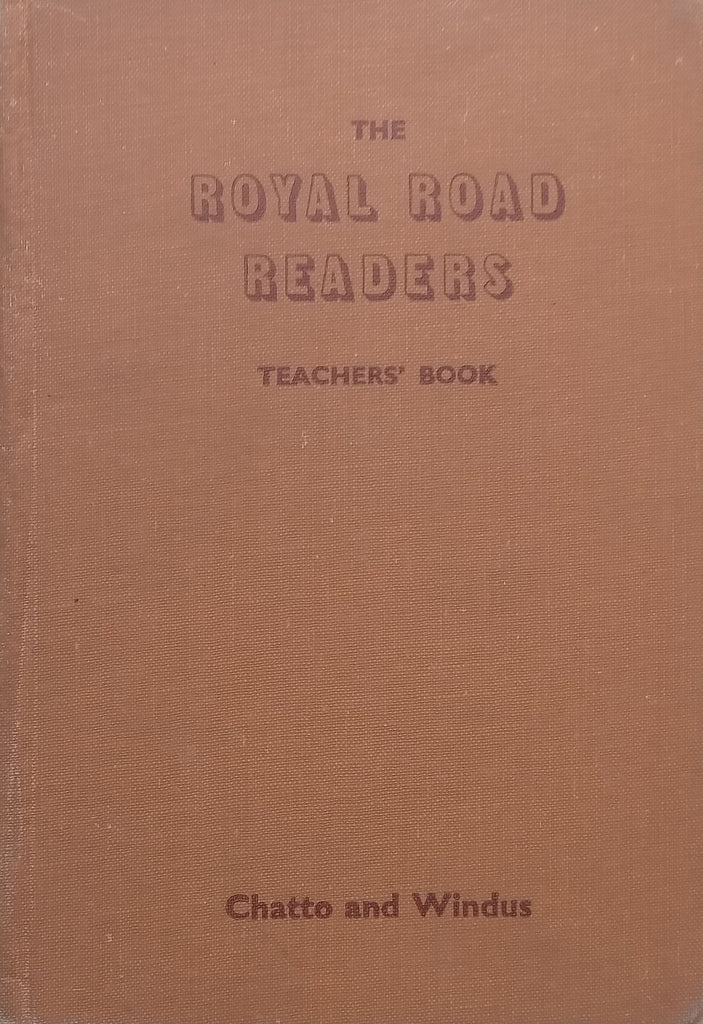 THE
ROYAL ROAD
READERS
TEACHERS' BOOK
Chatto and Windus